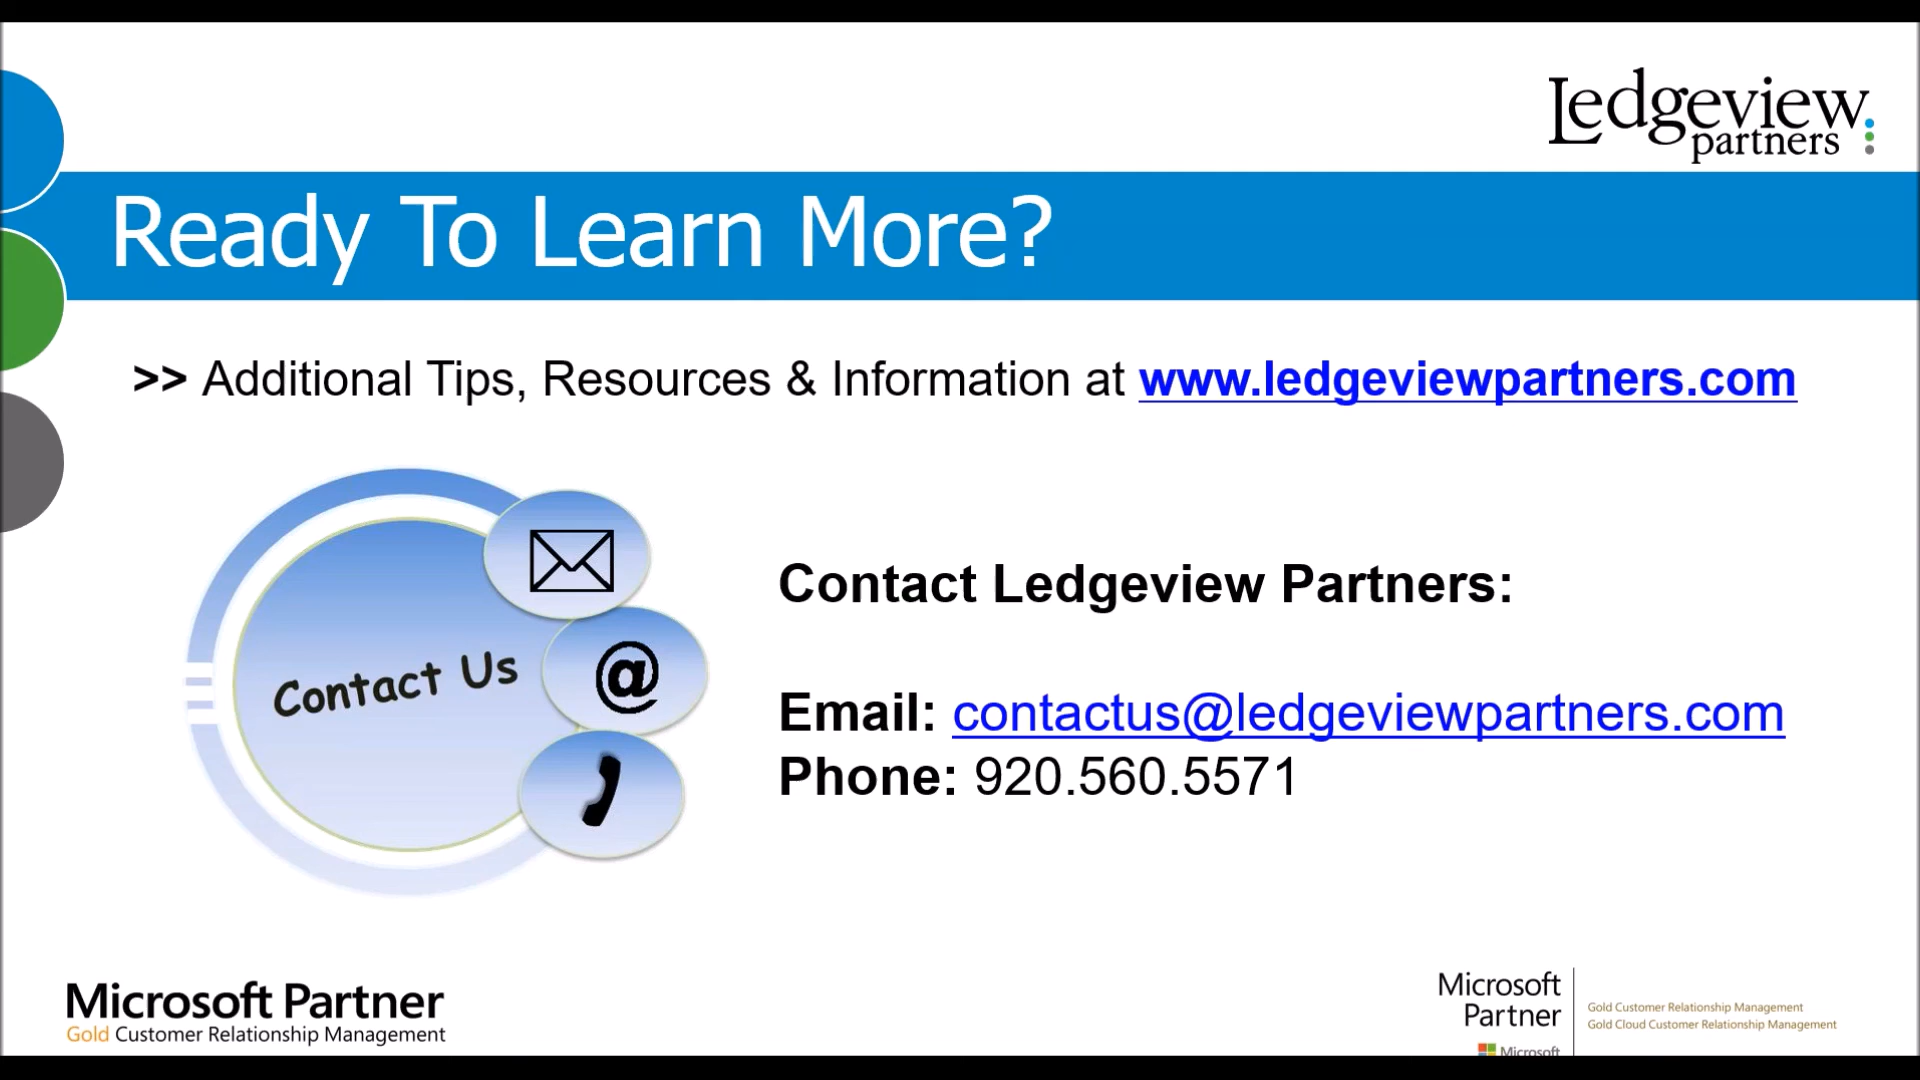 Ledgeview
partners
Ready To Learn More?
>> Additional Tips, Resources & Information at www.ledgeviewpartners.com
Contact Us
@
Contact Ledgeview Partners:
Email: contactus@ledgeviewpartners.com
Phone: 920.560.5571
Microsoft Partner
Gold Customer Relationship Management
Microsoft
Partner
Gold Customer Relationship Management
Gold Cloud Customer Relationship Management
Microsoft